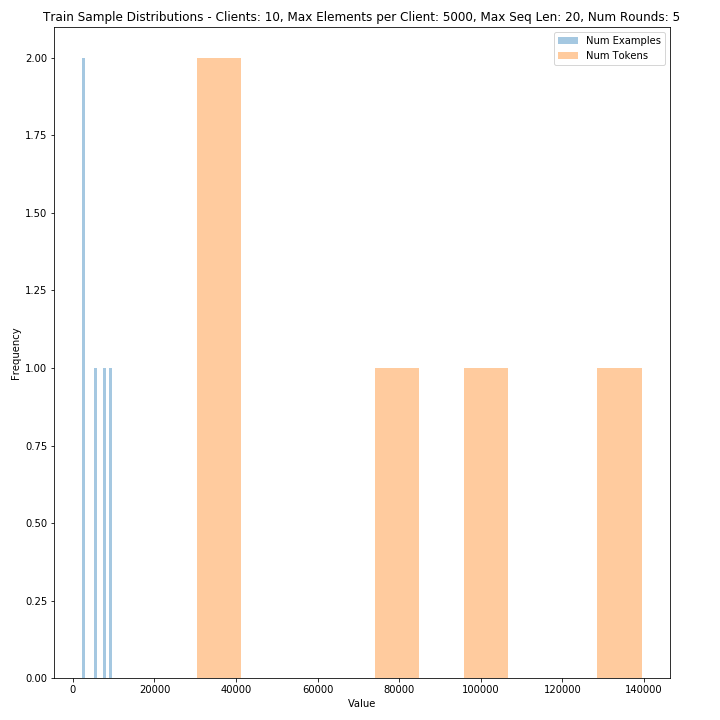 Train Sample Distributions - Clients: 10, Max Elements per Client: 5000, Max Seq Len: 20, Num Rounds: 5
Num Examples
Num Tokens
2.00
1.75
1.50
1.25
1.00
0.75
0.50
0.25
0.00
Frequency
0 20000 40000 60000 80000 100000 120000 140000
Value